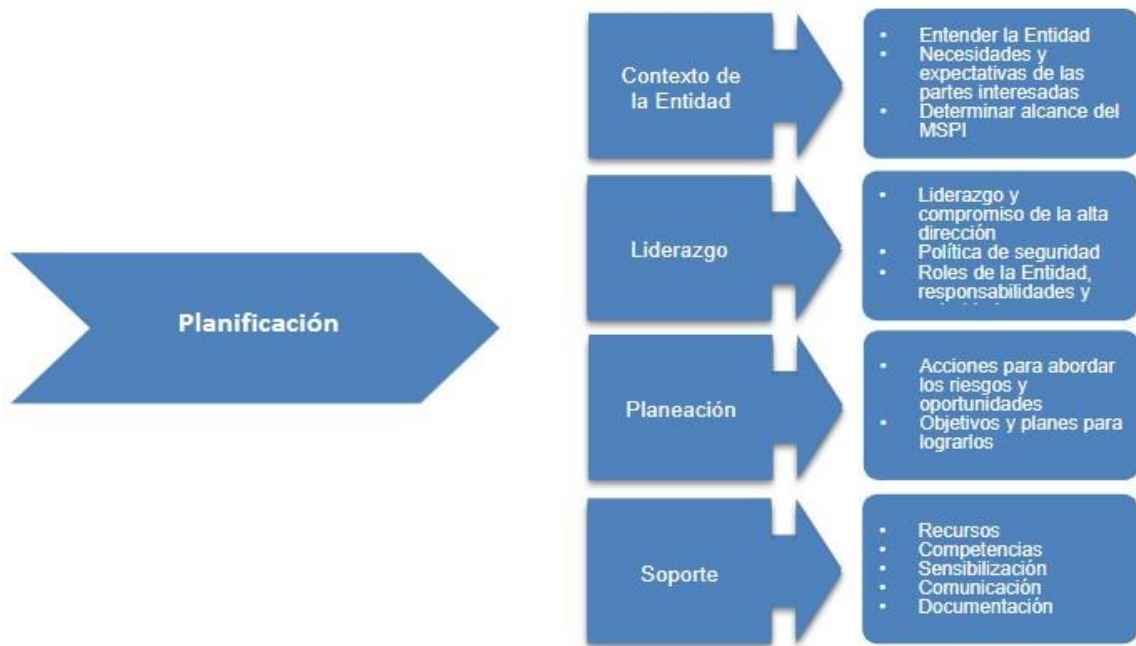 Planificación
Contexto de
la Entidad
• Entender la Entidad
• Necesidades y
expectativas de las
partes interesadas
• Determinar alcance del
MSPI
Liderazgo
• Liderazgo y
compromiso de la alta
dirección
• Política de seguridad
• Roles de la Entidad,
responsabilidades y
Planeación
• Acciones para abordar
los riesgos y
oportunidades
• Objetivos y planes para
lograrlos
Soporte
• Recursos
• Competencias
• Sensibilización
• Comunicación
• Documentación